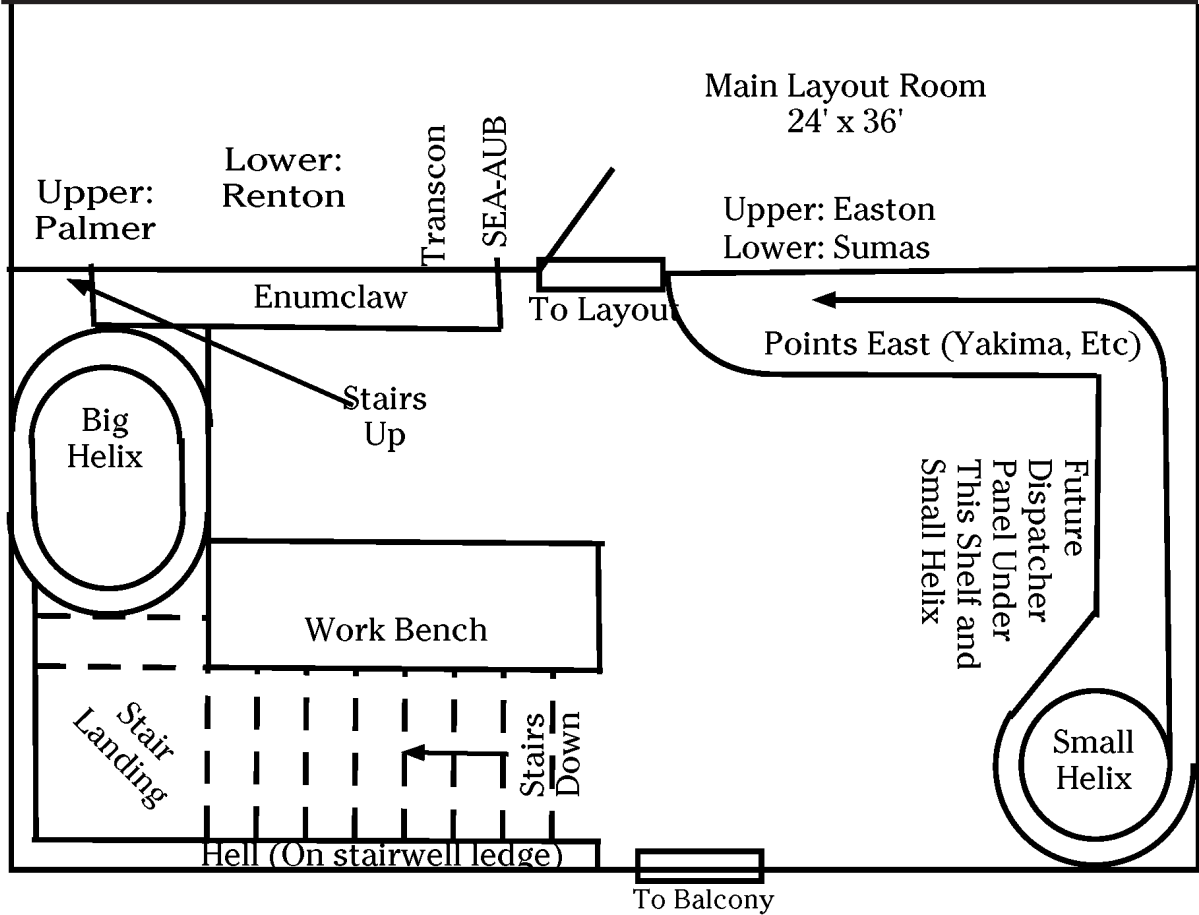 Main Layout Room
24' x 36'
Upper:
Palmer
Lower:
Renton
Transcon
SEA-AUB
Upper: Easton
Lower: Sumas
Enumclaw
To Layout
Points East (Yakima, Etc)
Stairs
Up
Big
Helix
Future
Dispatcher
Panel Under
This Shelf and
Small Helix
Work Bench
Stair
Landing
Stairs
Down
Small
Helix
Hell (On stairwell ledge)
To Balcony